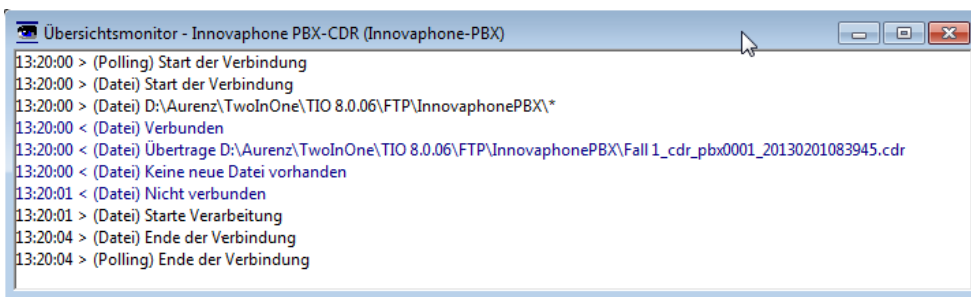 Übersichtsmonitor - Innovaphone PBX-CDR (Innovaphone-PBX)
13:20:00 > (Polling) Start der Verbindung
13:20:00 > (Datei) Start der Verbindung
13:20:00 > (Datei) D:\Aurenz\TwoInOne\TIO 8.0.06\FTP\InnovaphonePBX\*
13:20:00 < (Datei) Verbunden
13:20:00 < (Datei) Übertrage D:\Aurenz\TwoInOne\TIO 8.0.06\FTP\InnovaphonePBX\Fall 1_cdr_pbx0001_20130201083945.cdr
13:20:00 < (Datei) Keine neue Datei vorhanden
13:20:01 < (Datei) Nicht verbunden
13:20:01 > (Datei) Starte Verarbeitung
13:20:04 > (Datei) Ende der Verbindung
13:20:04 > (Polling) Ende der Verbindung